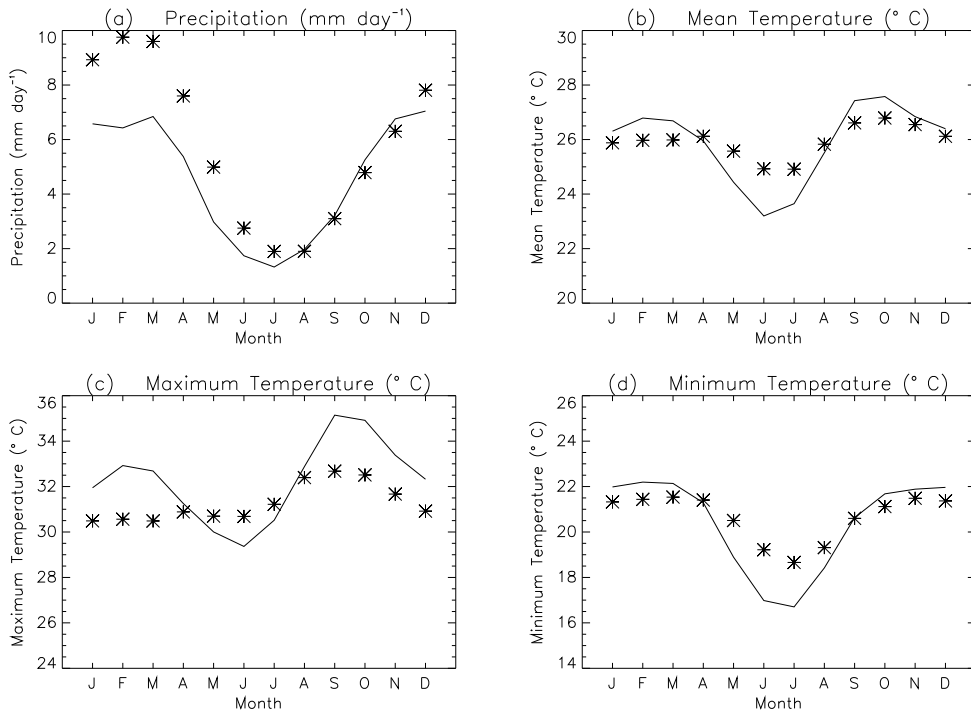 (a) Precipitation (mm day⁻¹)
Precipitation (mm day⁻¹)
10
8
6
4
2
0
J F M A M J J A S O N D
Month
(b) Mean Temperature (° C)
Mean Temperature (° C)
30
28
26
24
22
20
J F M A M J J A S O N D
Month
(c) Maximum Temperature (° C)
Maximum Temperature (° C)
36
34
32
30
28
26
24
J F M A M J J A S O N D
Month
(d) Minimum Temperature (° C)
Minimum Temperature (° C)
26
24
22
20
18
16
14
J F M A M J J A S O N D
Month